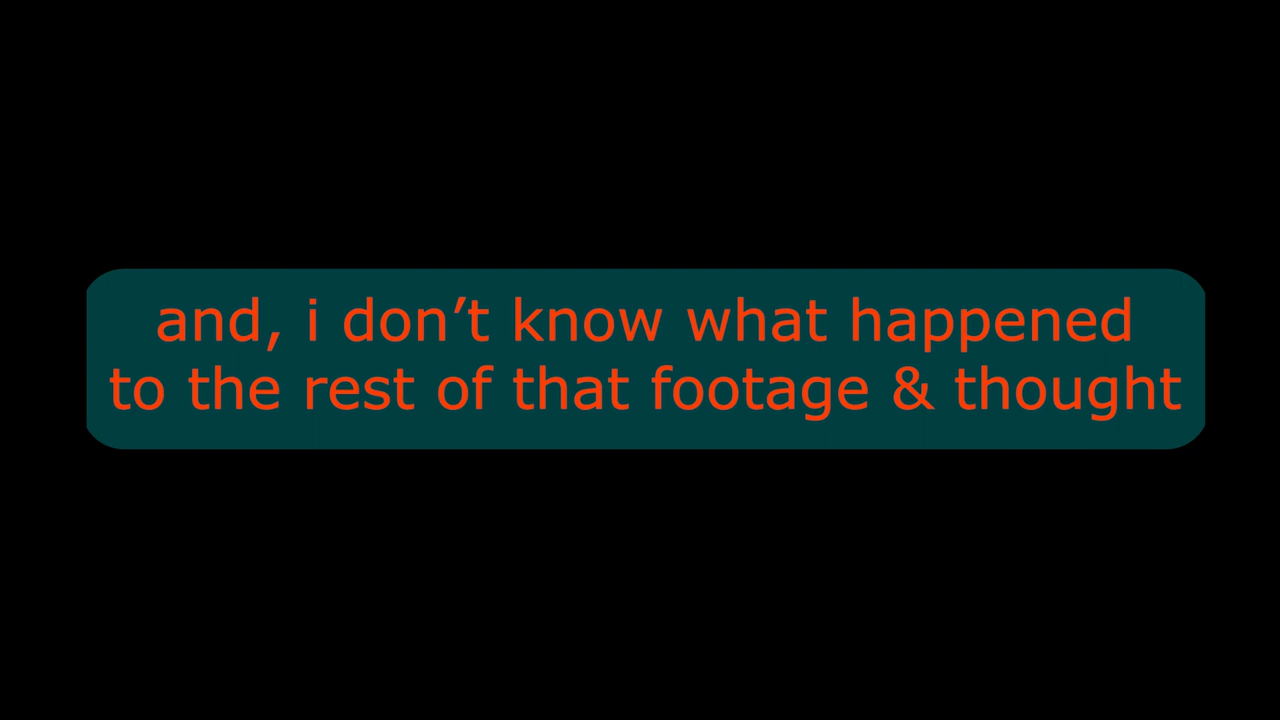 and, i don’t know what happened
to the rest of that footage & thought